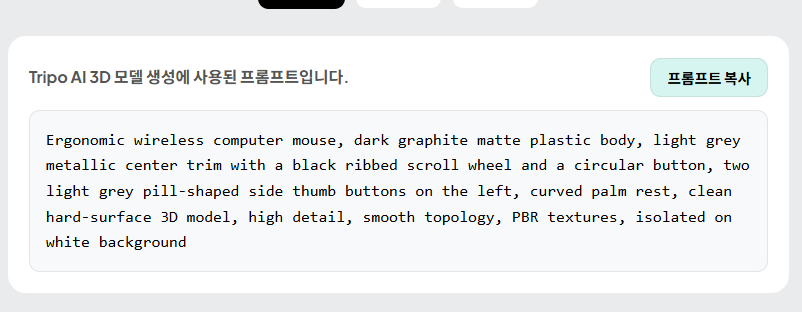 Tripo AI 3D 모델 생성에 사용된 프롬프트입니다.
프롬프트 복사
Ergonomic wireless computer mouse, dark graphite matte plastic body, light grey
metallic center trim with a black ribbed scroll wheel and a circular button, two
light grey pill-shaped side thumb buttons on the left, curved palm rest, clean
hard-surface 3D model, high detail, smooth topology, PBR textures, isolated on
white background